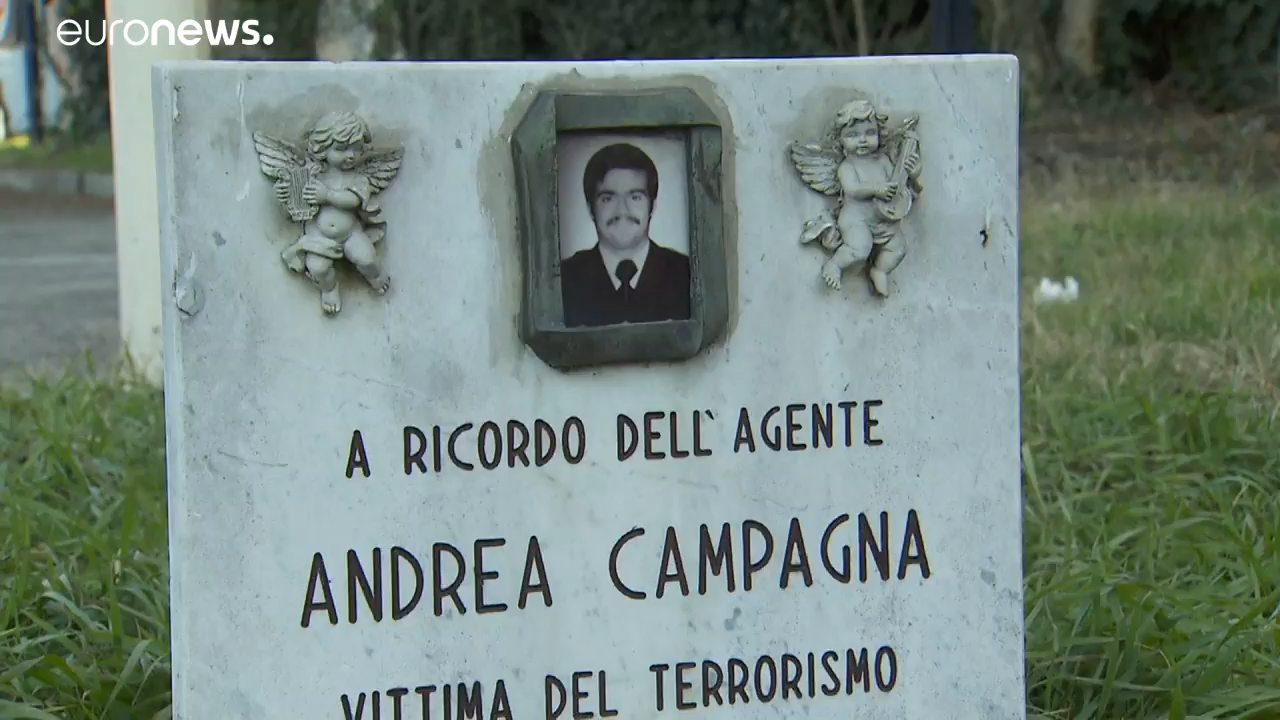 euronews.
A RICORDO DELL'AGENTE
ANDREA CAMPAGNA
VITTIMA DEL TERRORISMO